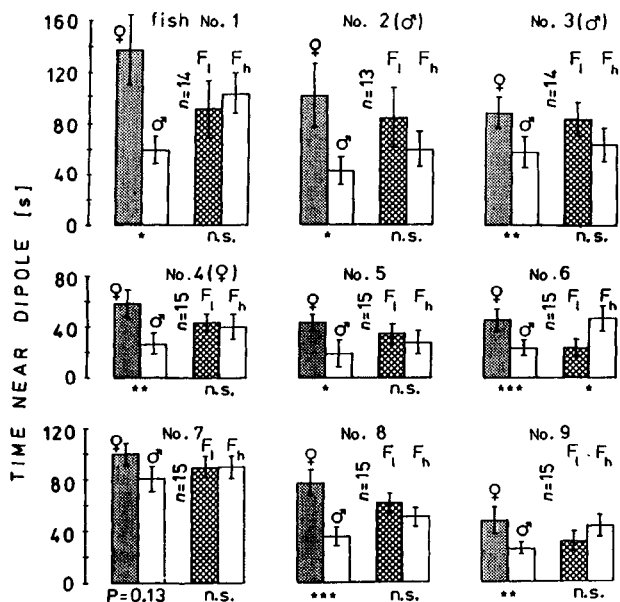 TIME NEAR DIPOLE [s]
160
120
80
40
0
fish No. 1
♀
♂
n=14
Fl
Fh
*
n.s.
No. 2 (♂)
♀
♂
n=13
Fl
Fh
*
n.s.
No. 3 (♂)
♀
♂
n=14
Fl
Fh
**
n.s.
80
40
0
No.4(♀)
♀
♂
n=15
Fl
Fh
**
n.s.
No. 5
♀
♂
n=15
Fl
Fh
*
n.s.
No. 6
♀
♂
n=15
Fl
Fh
***
*
120
80
40
0
No.7
♀
♂
n=15
Fl
Fh
P=0.13
n.s.
No. 8
♀
♂
n=15
Fl
Fh
***
n.s.
No. 9
♀
♂
n=15
Fl
Fh
**
n.s.